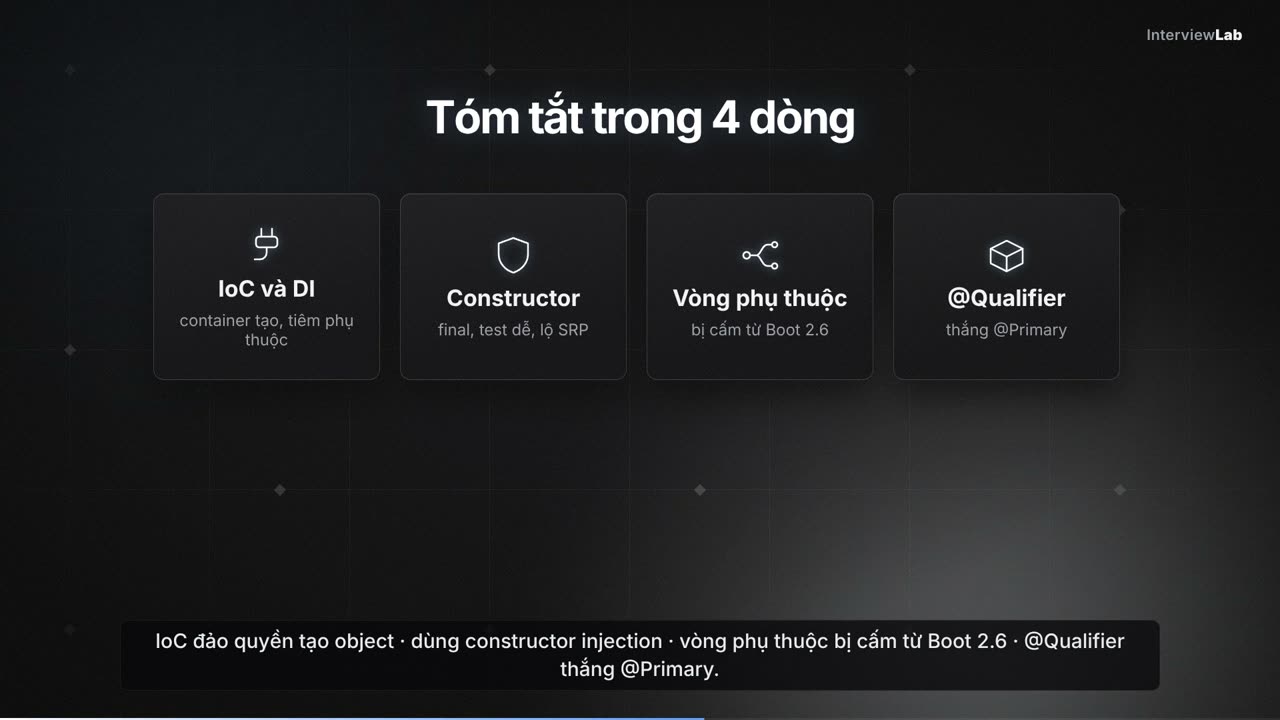 InterviewLab
Tóm tắt trong 4 dòng
IoC và DI
container tạo, tiêm phụ
thuộc
Constructor
final, test dễ, lộ SRP
Vòng phụ thuộc
bị cấm từ Boot 2.6
@Qualifier
thắng @Primary
IoC đảo quyền tạo object · dùng constructor injection · vòng phụ thuộc bị cấm từ Boot 2.6 · @Qualifier
thắng @Primary.